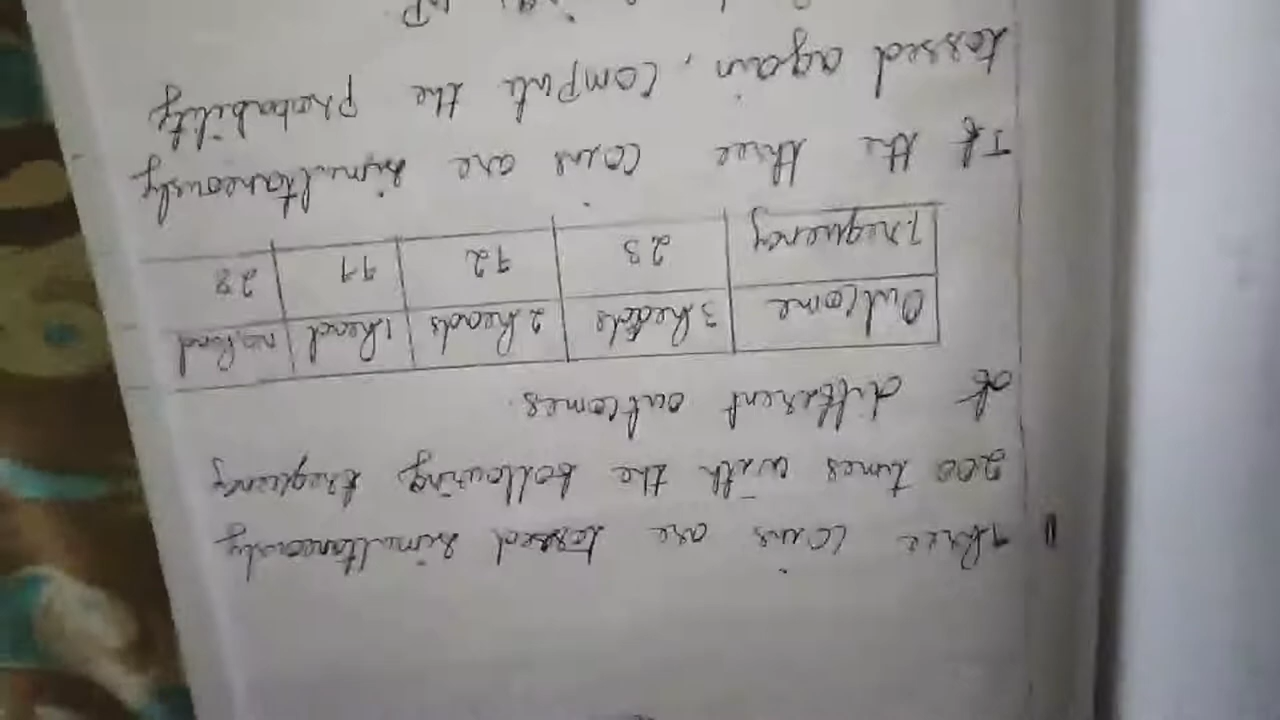 11 Three coins are tossed simultaneously
200 times with the following frequency
of different outcomes.
Outcome 3 heads 2 heads 1 head no head
Frequency 23 72 77 28
If the three coins are simultaneously
tossed again, Compute the probability